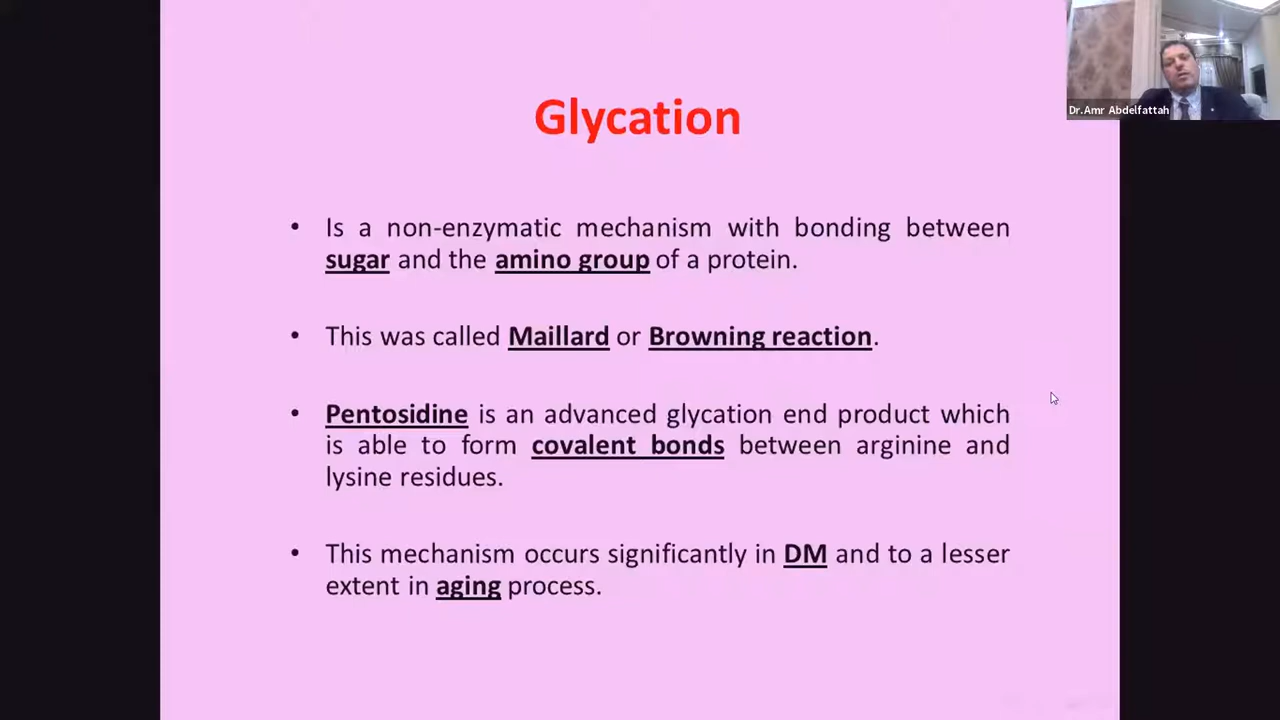 Dr.Amr Abdelfattah
Glycation
• Is a non-enzymatic mechanism with bonding between
sugar and the amino group of a protein.
• This was called Maillard or Browning reaction.
• Pentosidine is an advanced glycation end product which
is able to form covalent bonds between arginine and
lysine residues.
• This mechanism occurs significantly in DM and to a lesser
extent in aging process.